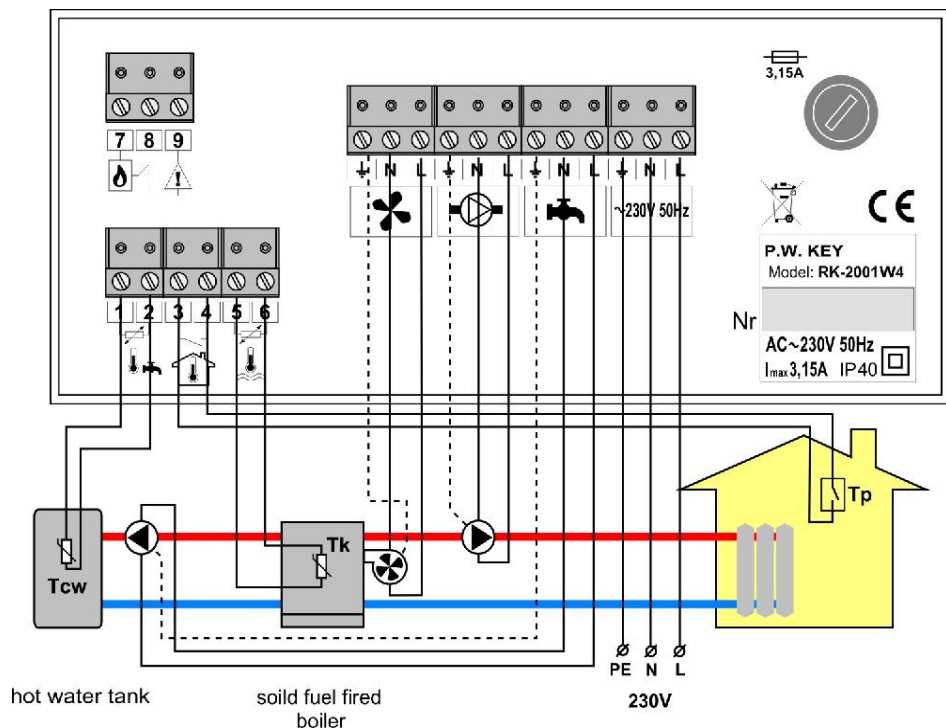 3,15A
7 8 9
N L N L N L N L
~230V 50Hz
CE
P.W. KEY
Model: RK-2001W4
Nr
AC~230V 50Hz
Imax 3,15A IP40
1 2 3 4 5 6
Tp
Tk
Tcw
PE N L
230V
hot water tank
soild fuel fired
boiler